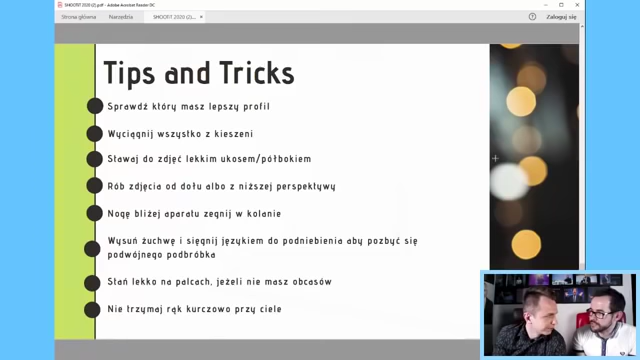 SHOOTFIT 2020 (2).pdf - Adobe Acrobat Reader DC
Strona główna Narzędzia SHOOTFIT 2020 (2)... × Zaloguj się
Tips and Tricks
Sprawdź który masz lepszy profil
Wyciągnij wszystko z kieszeni
Stawaj do zdjęć lekkim ukosem/półbokiem
Rób zdjęcia od dołu albo z niższej perspektywy
Nogę bliżej aparatu zegnij w kolanie
Wysuń żuchwę i sięgnij językiem do podniebienia aby pozbyć się
podwójnego podbródka
Stań lekko na palcach, jeżeli nie masz obcasów
Nie trzymaj rąk kurczowo przy ciele